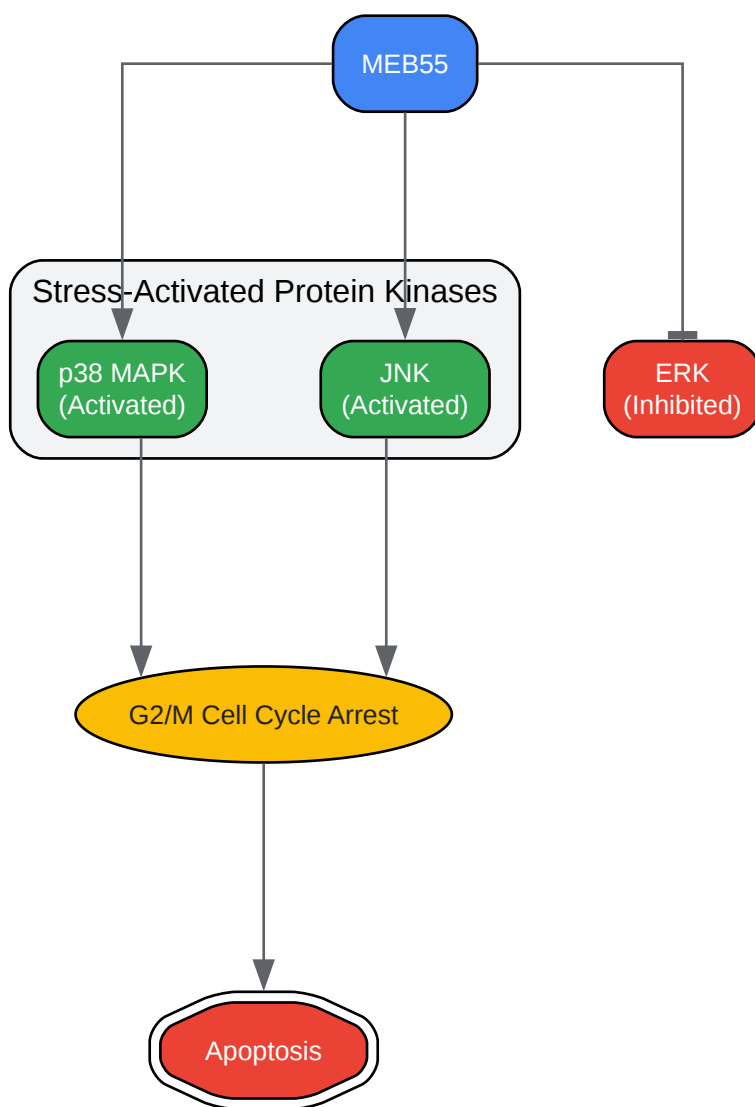 MEB55
Stress-Activated Protein Kinases
p38 MAPK
(Activated)
JNK
(Activated)
ERK
(Inhibited)
G2/M Cell Cycle Arrest
Apoptosis